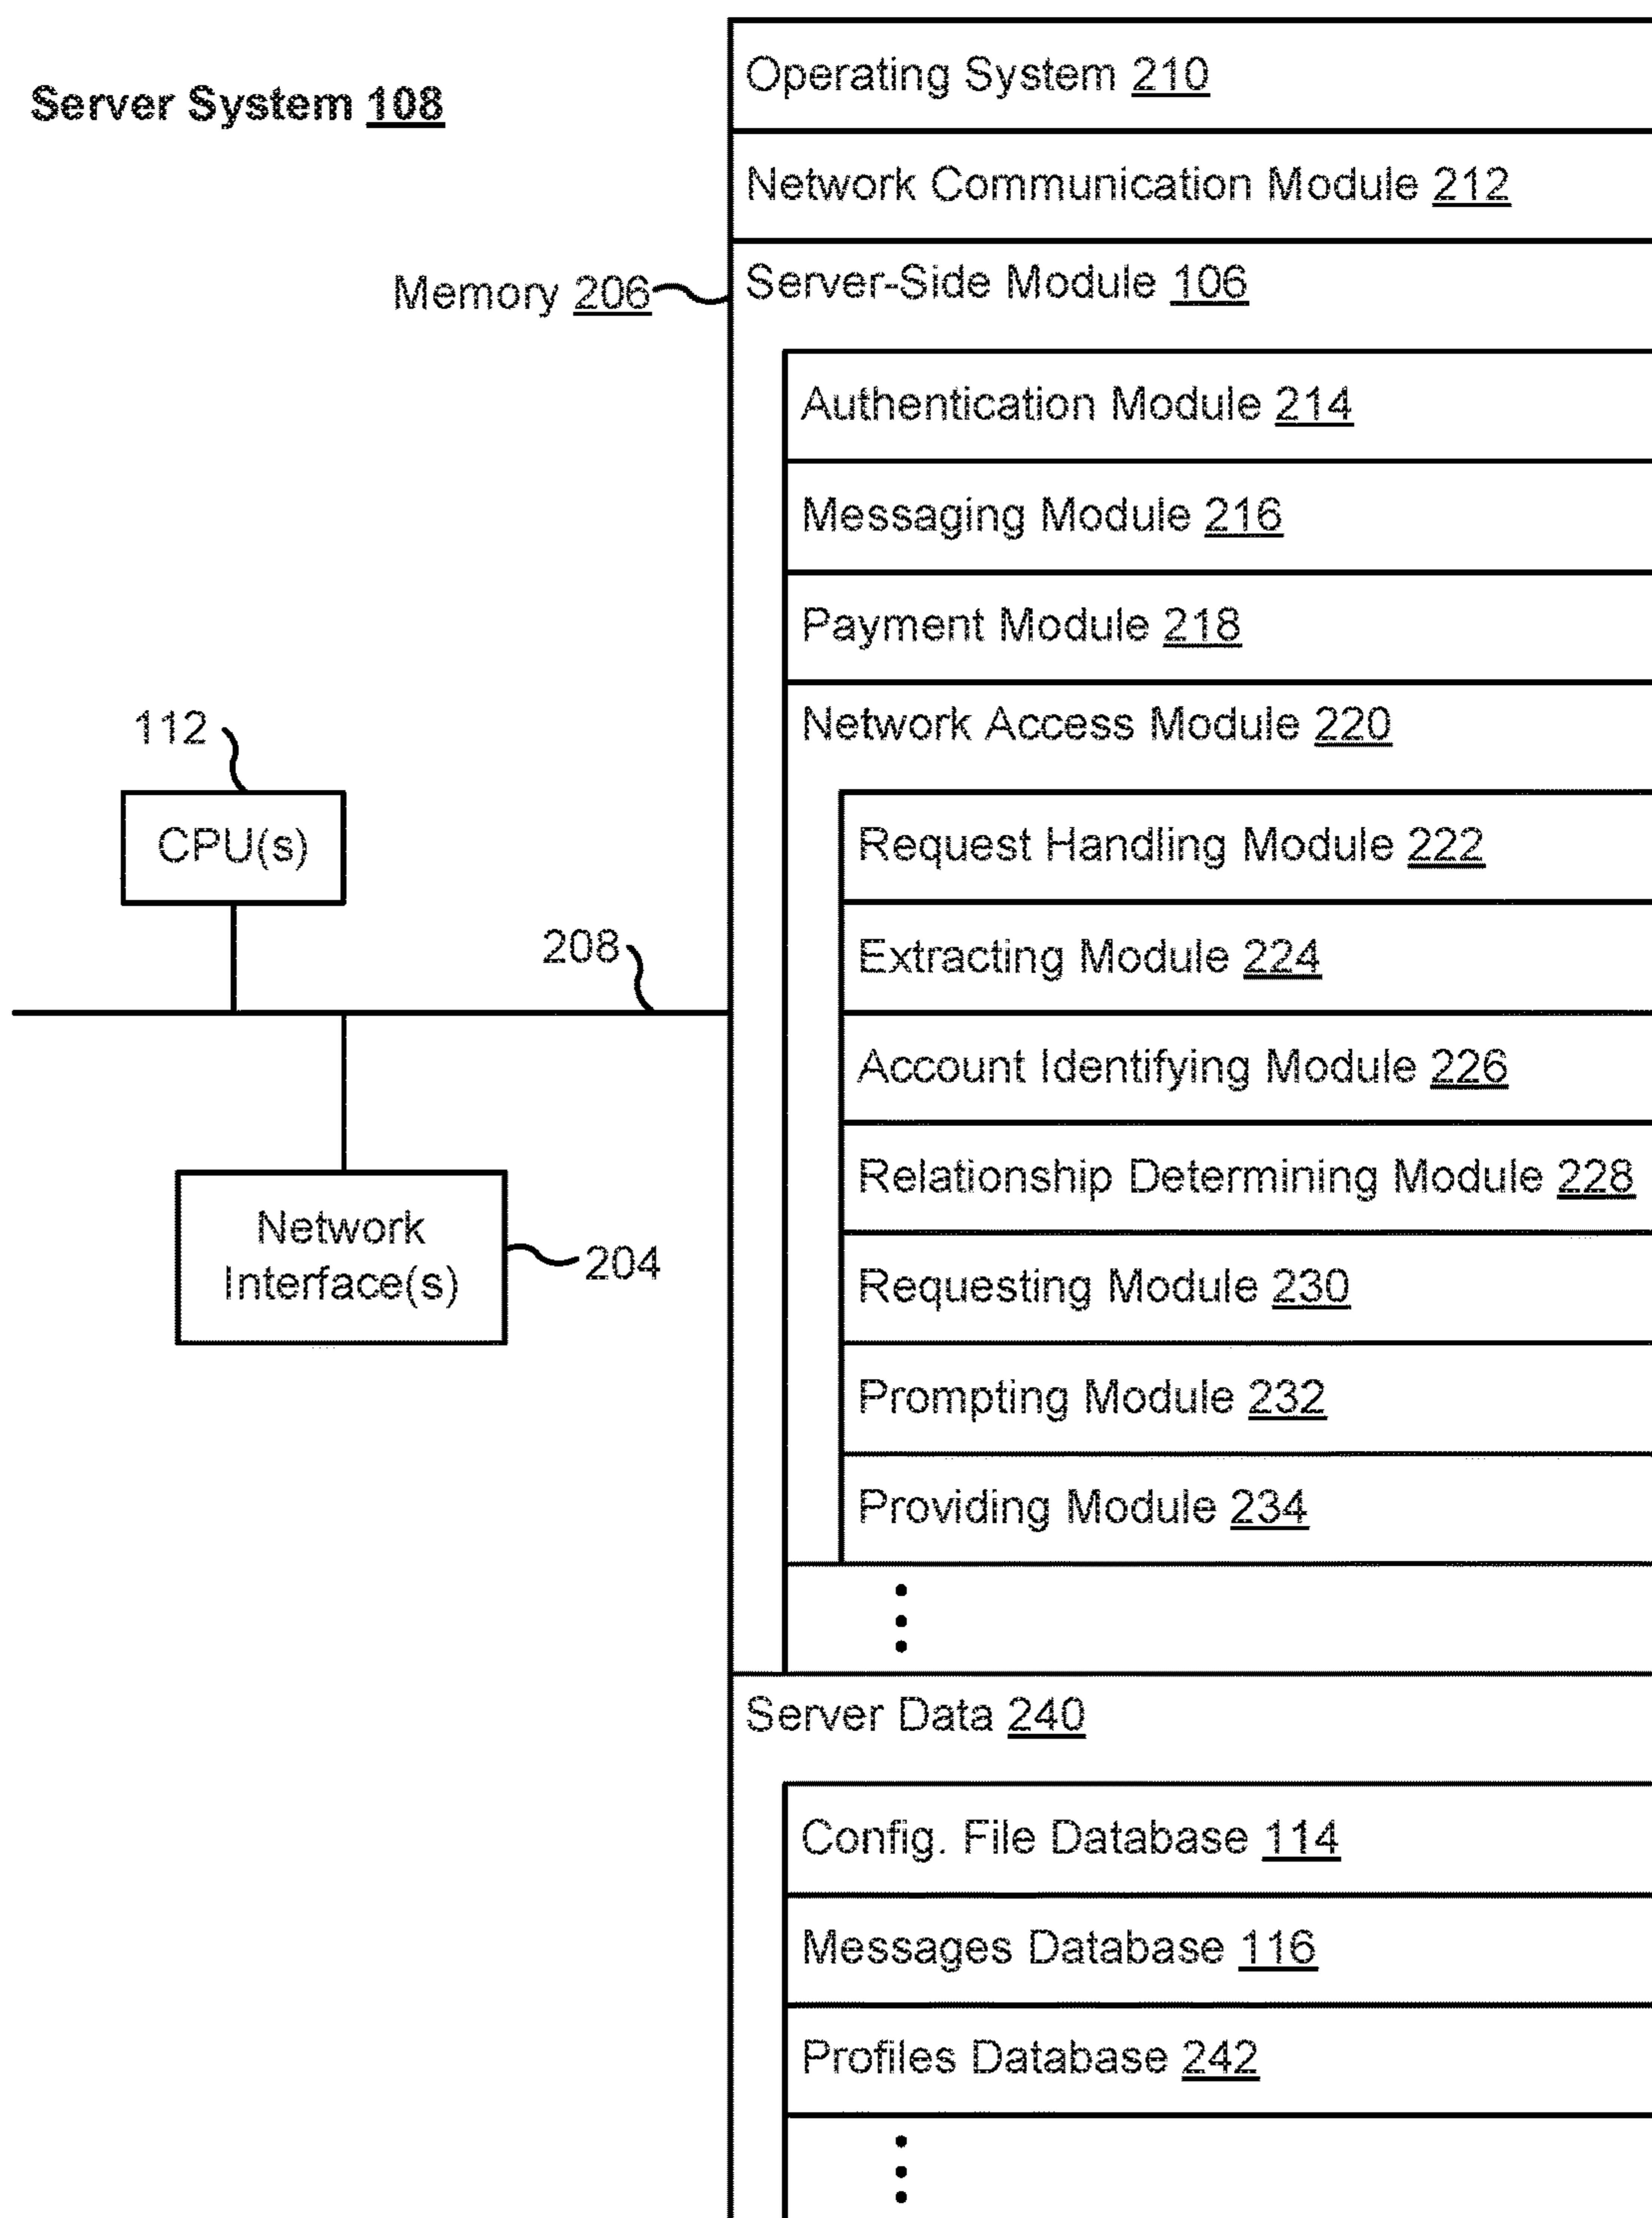 Server System 108
Operating System 210
Network Communication Module 212
Memory 206
Server-Side Module 106
Authentication Module 214
Messaging Module 216
Payment Module 218
Network Access Module 220
112
CPU(s)
Request Handling Module 222
208
Extracting Module 224
Account Identifying Module 226
Relationship Determining Module 228
Network
Interface(s)
204
Requesting Module 230
Prompting Module 232
Providing Module 234
Server Data 240
Config. File Database 114
Messages Database 116
Profiles Database 242